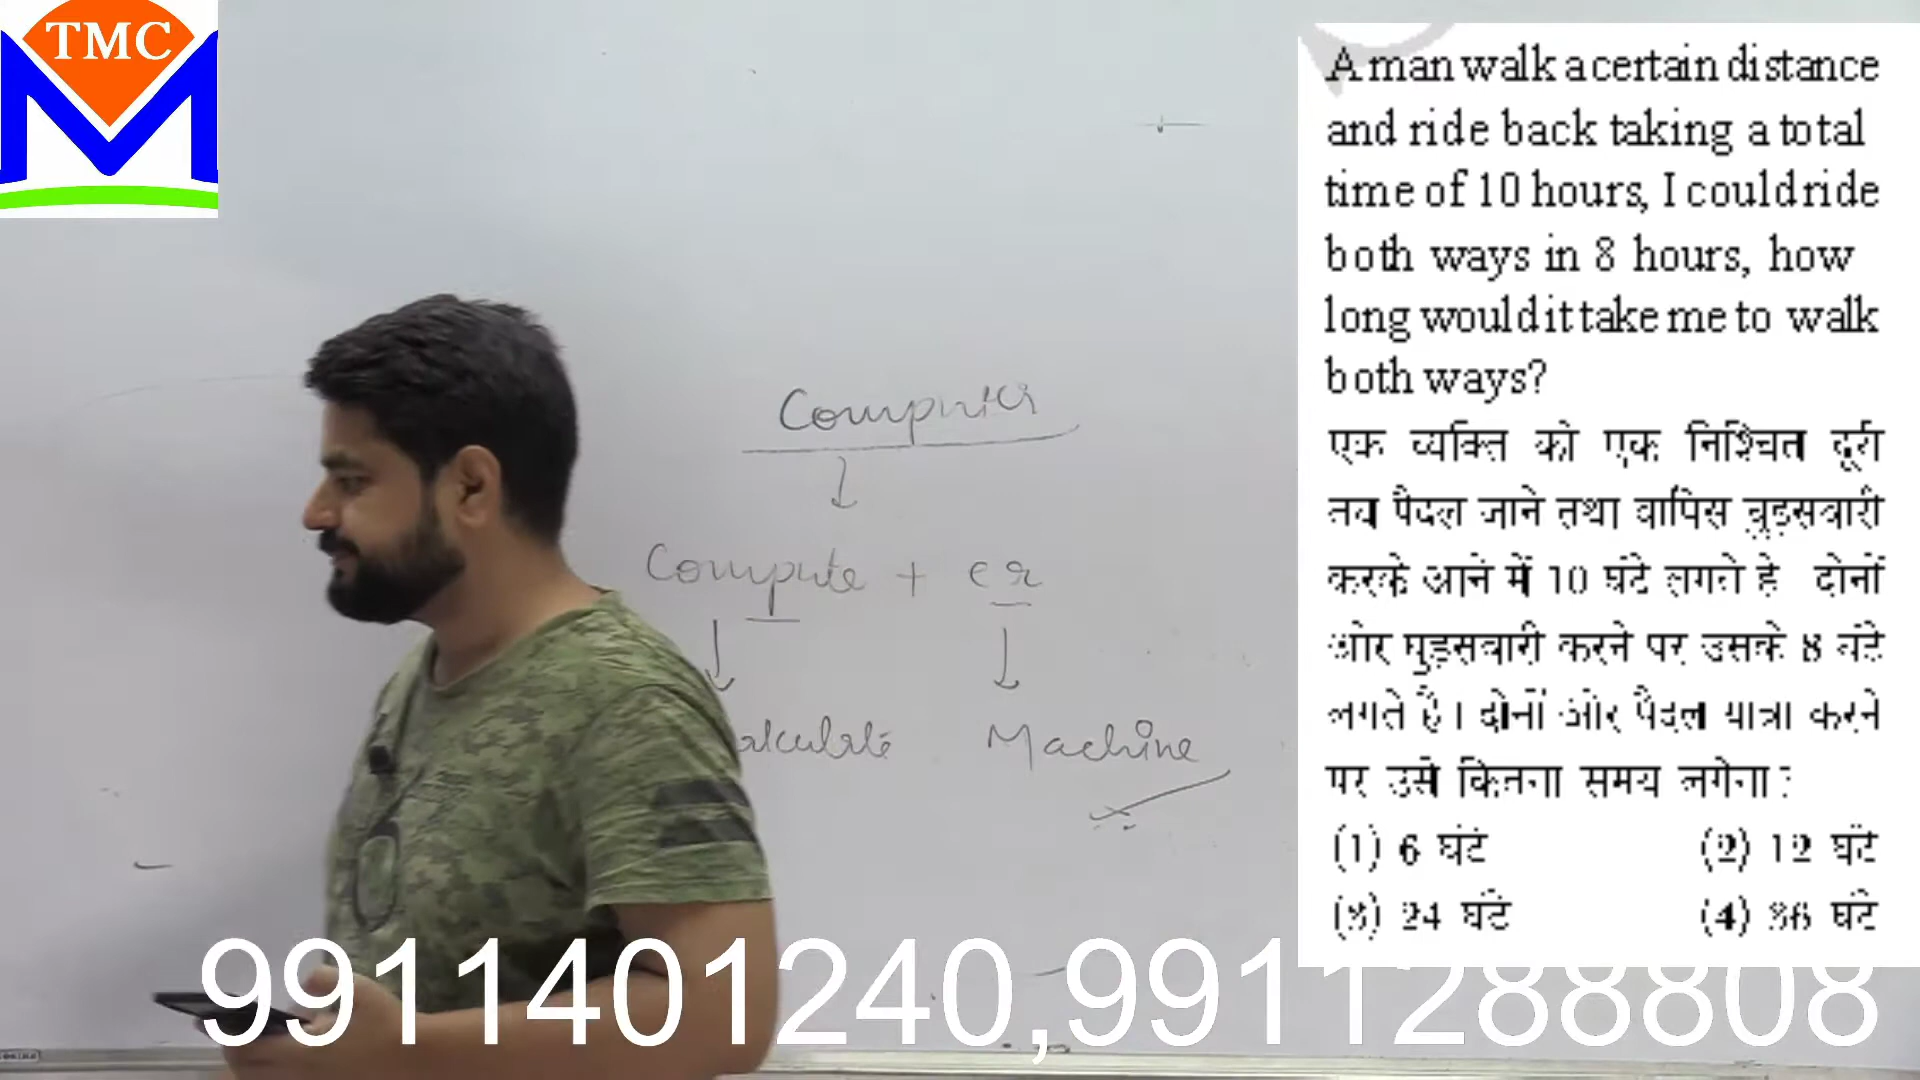 TMC
A man walk a certain distance
and ride back taking a total
time of 10 hours, I could ride
both ways in 8 hours, how
long would it take me to walk
both ways?
एक व्यक्ति को एक निश्चित दूरी
तय पैदल जाने तथा वापिस घुड़सवारी
करके आने में 10 घंटे लगते हे दोनों
ओर घुड़सवारी करने पर उसके 8 घंटे
लगते है। दोनों ओर पैदल यात्रा करने
पर उसे कितना समय लगेगा?
(1) 6 घंटे (2) 12 घंटे
(3) 24 घंटे (4) 36 घंटे
Computer
Compute + er
Calculate Machine
9911401240,9911288808